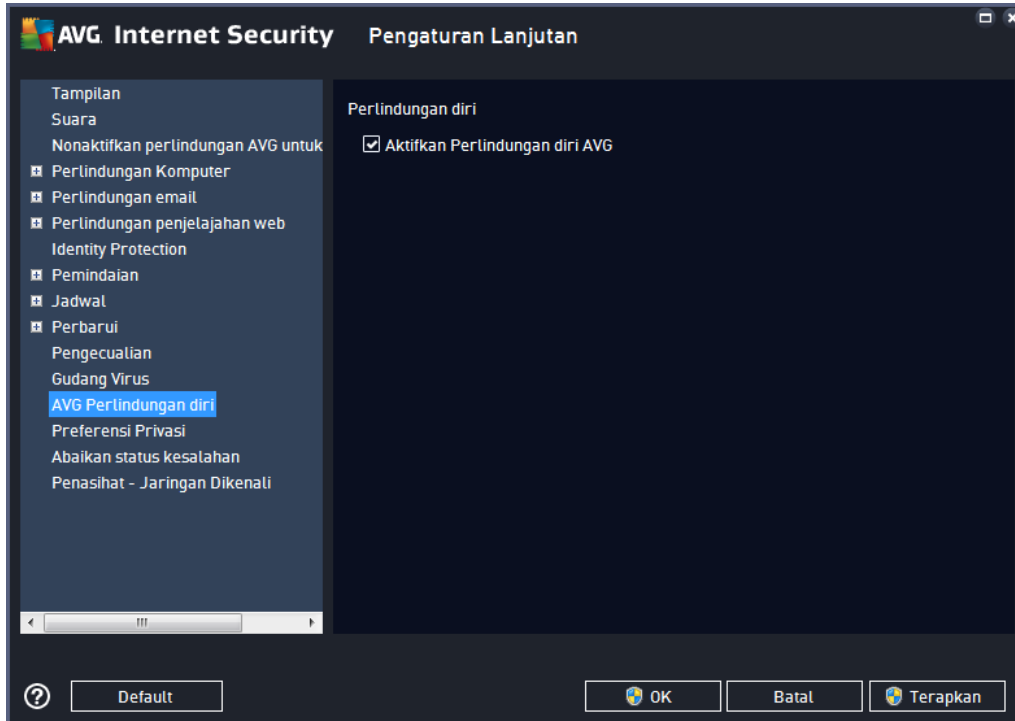 AVG. Internet Security Pengaturan Lanjutan
Tampilan
Suara
Nonaktifkan perlindungan AVG untuk
Perlindungan Komputer
Perlindungan email
Perlindungan penjelajahan web
Identity Protection
Pemindaian
Jadwal
Perbarui
Pengecualian
Gudang Virus
AVG Perlindungan diri
Preferensi Privasi
Abaikan status kesalahan
Penasihat - Jaringan Dikenali
Perlindungan diri
Aktifkan Perlindungan diri AVG
? Default OK Batal Terapkan